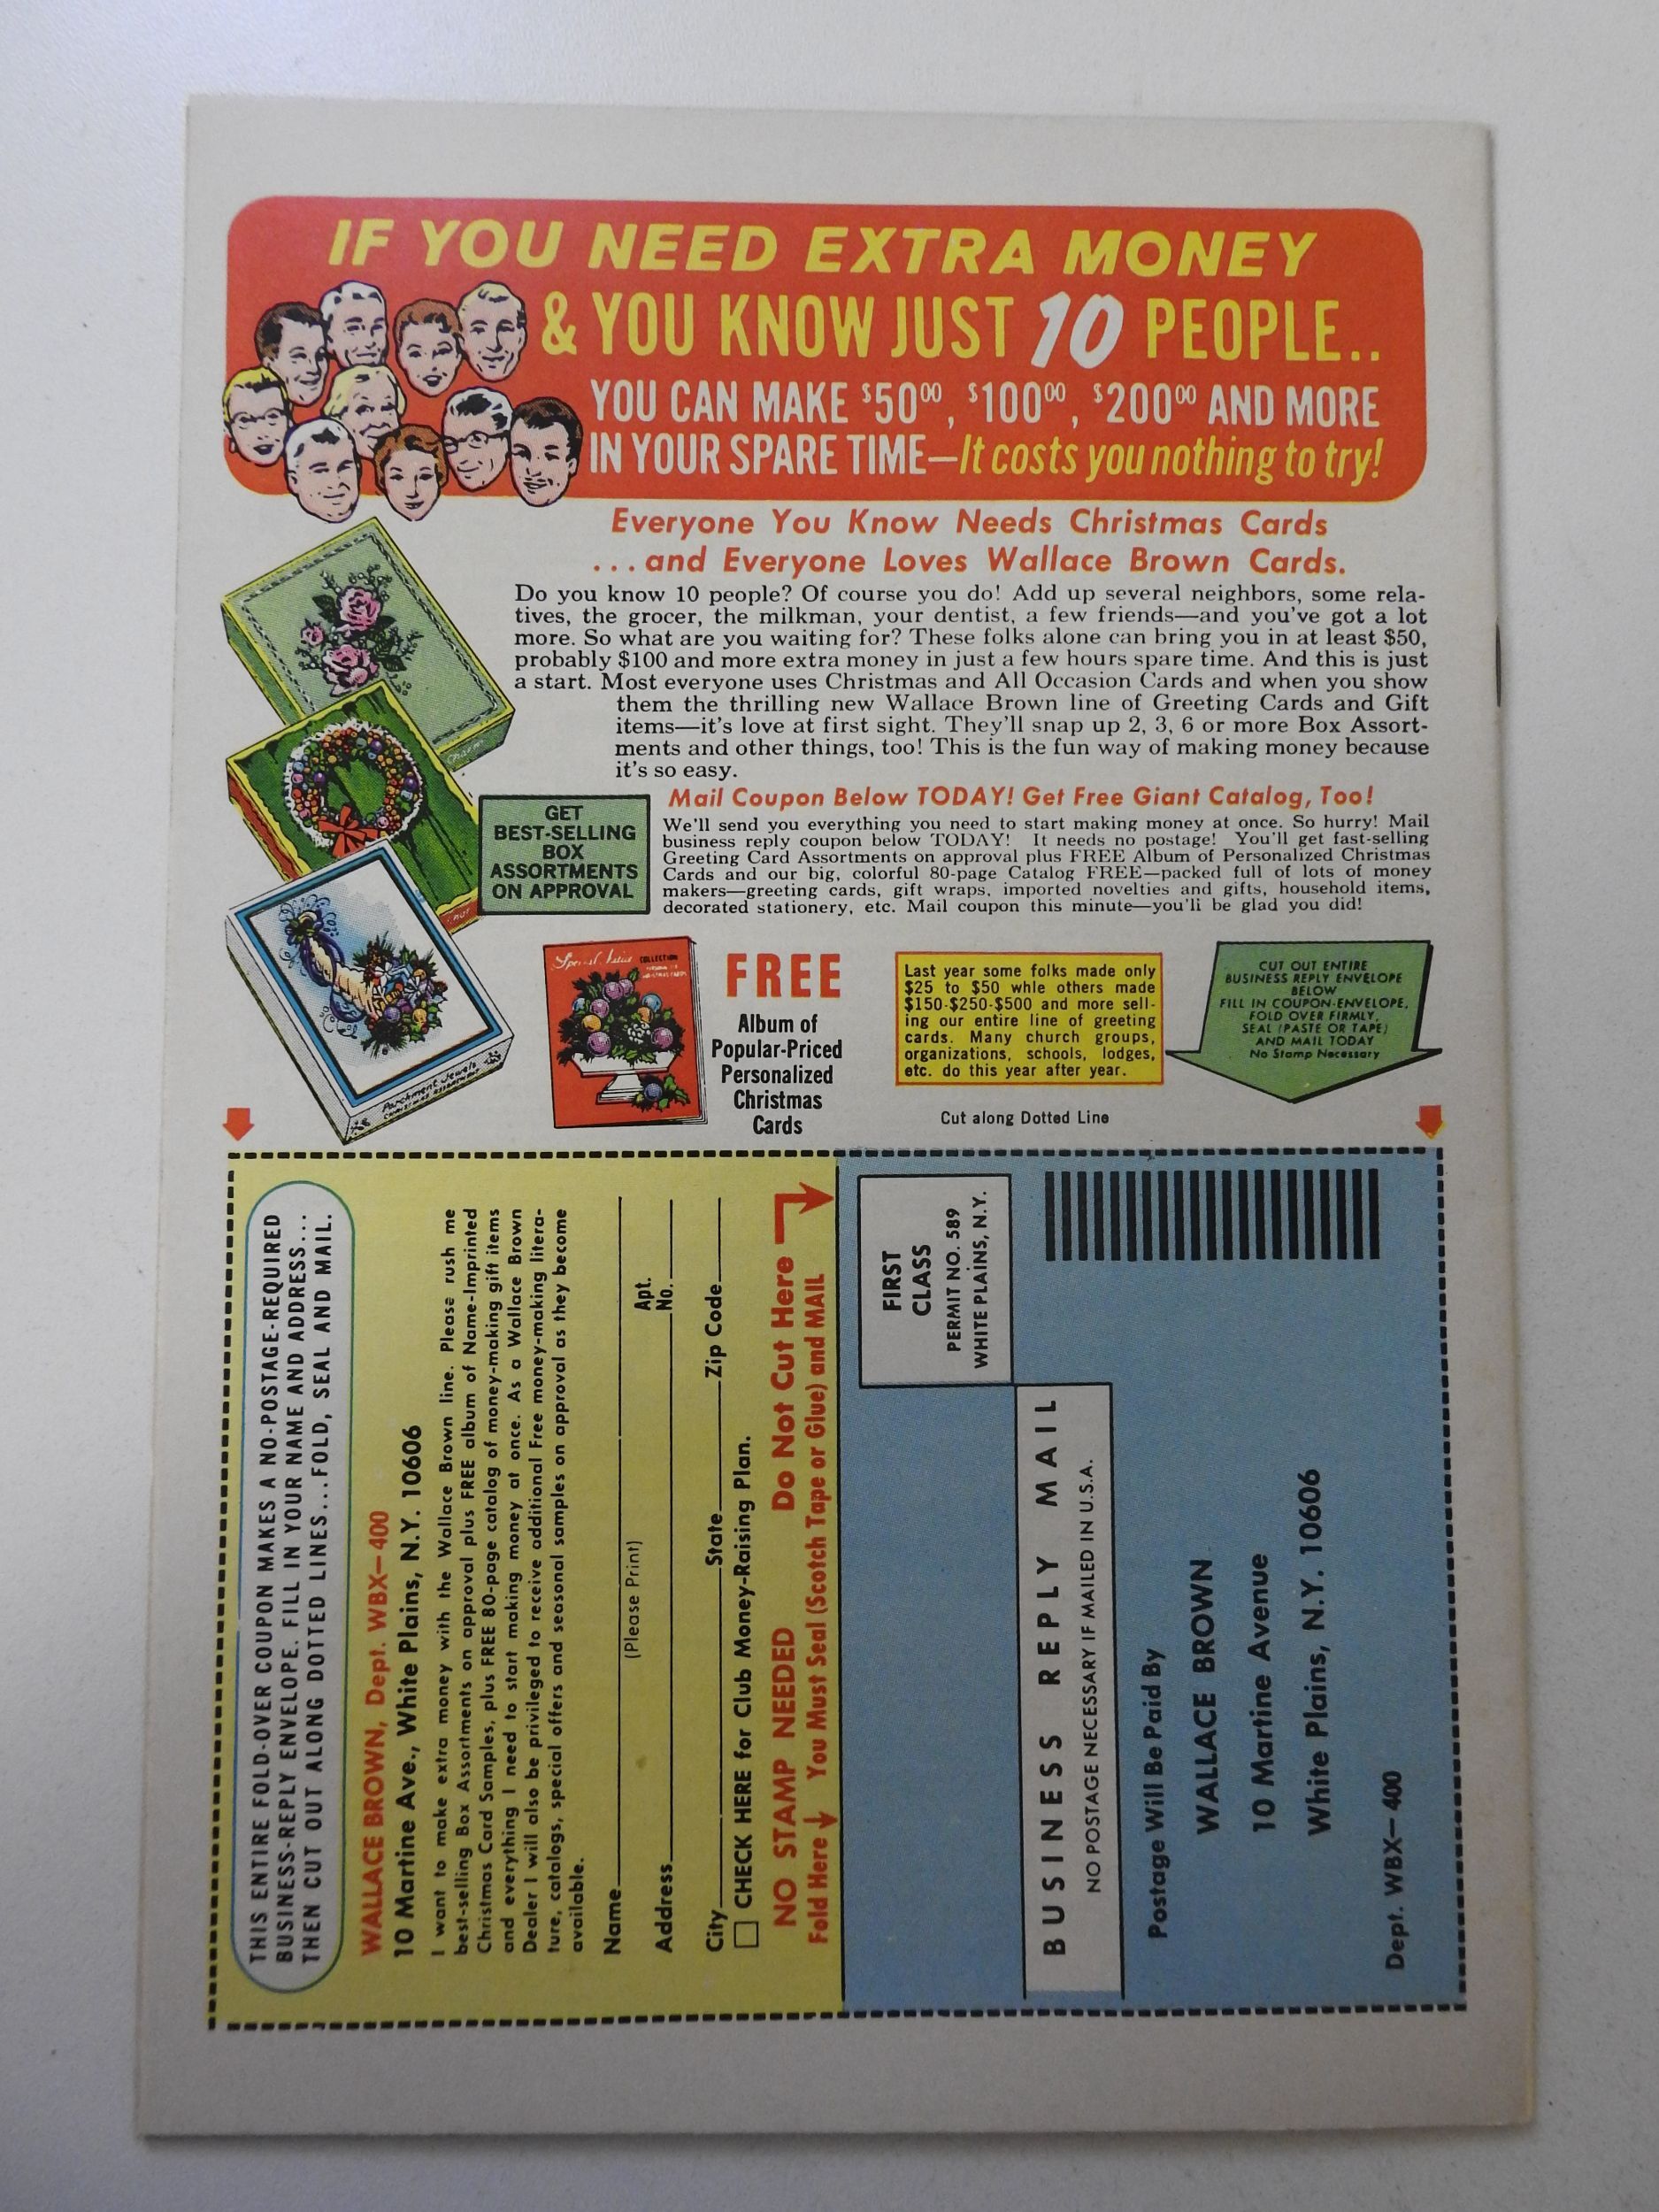 IF YOU NEED EXTRA MONEY
& YOU KNOW JUST 10 PEOPLE..
YOU CAN MAKE $50⁰⁰, $100⁰⁰, $200⁰⁰ AND MORE
IN YOUR SPARE TIME—It costs you nothing to try!
Everyone You Know Needs Christmas Cards
...and Everyone Loves Wallace Brown Cards.
Do you know 10 people? Of course you do! Add up several neighbors, some rela-
tives, the grocer, the milkman, your dentist, a few friends—and you've got a lot
more. So what are you waiting for? These folks alone can bring you in at least $50,
probably $100 and more extra money in just a few hours spare time. And this is just
a start. Most everyone uses Christmas and All Occasion Cards and when you show
them the thrilling new Wallace Brown line of Greeting Cards and Gift
items—it's love at first sight. They'll snap up 2, 3, 6 or more Box Assort-
ments and other things, too! This is the fun way of making money because
it's so easy.
GET
BEST-SELLING
BOX
ASSORTMENTS
ON APPROVAL
Mail Coupon Below TODAY! Get Free Giant Catalog, Too!
We'll send you everything you need to start making money at once. So hurry! Mail
business reply coupon below TODAY! It needs no postage! You'll get fast-selling
Greeting Card Assortments on approval plus FREE Album of Personalized Christmas
Cards and our big, colorful 80-page Catalog FREE—packed full of lots of money
makers—greeting cards, gift wraps, imported novelties and gifts, household items,
decorated stationery, etc. Mail coupon this minute—you'll be glad you did!
Parchment Jewels
CHRISTMAS ASSORTMENT
COLLECTION
FREE
Album of
Popular-Priced
Personalized
Christmas
Cards
Last year some folks made only
$25 to $50 whle others made
$150-$250-$500 and more sell-
ing our entire line of greeting
cards. Many church groups,
organizations, schools, lodges,
etc. do this year after year.
CUT OUT ENTIRE
BUSINESS REPLY ENVELOPE
BELOW
FILL IN COUPON-ENVELOPE,
FOLD OVER FIRMLY,
SEAL (PASTE OR TAPE)
AND MAIL TODAY
No Stamp Necessary
Cut along Dotted Line
THIS ENTIRE FOLD-OVER COUPON MAKES A NO-POSTAGE-REQUIRED
BUSINESS-REPLY ENVELOPE. FILL IN YOUR NAME AND ADDRESS...
THEN CUT OUT ALONG DOTTED LINES...FOLD, SEAL AND MAIL.
WALLACE BROWN, Dept. WBX—400
10 Martine Ave., White Plains, N.Y. 10606
I want to make extra money with the Wallace Brown line. Please rush me
best-selling Box Assortments on approval plus FREE album of Name-Imprinted
Christmas Card Samples, plus FREE 80-page catalog of money-making gift items
and everything I need to start making money at once. As a Wallace Brown
Dealer I will also be privileged to receive additional Free money-making litera-
ture, catalogs, special offers and seasonal samples on approval as they become
available.
Name
(Please Print)
Address Apt. No.
City State Zip Code
CHECK HERE for Club Money-Raising Plan.
NO STAMP NEEDED Do Not Cut Here
Fold Here You Must Seal (Scotch Tape or Glue) and MAIL
FIRST
CLASS
PERMIT NO. 589
WHITE PLAINS, N.Y.
BUSINESS REPLY MAIL
NO POSTAGE NECESSARY IF MAILED IN U.S.A.
Postage Will Be Paid By
WALLACE BROWN
10 Martine Avenue
White Plains, N.Y. 10606
Dept. WBX—400